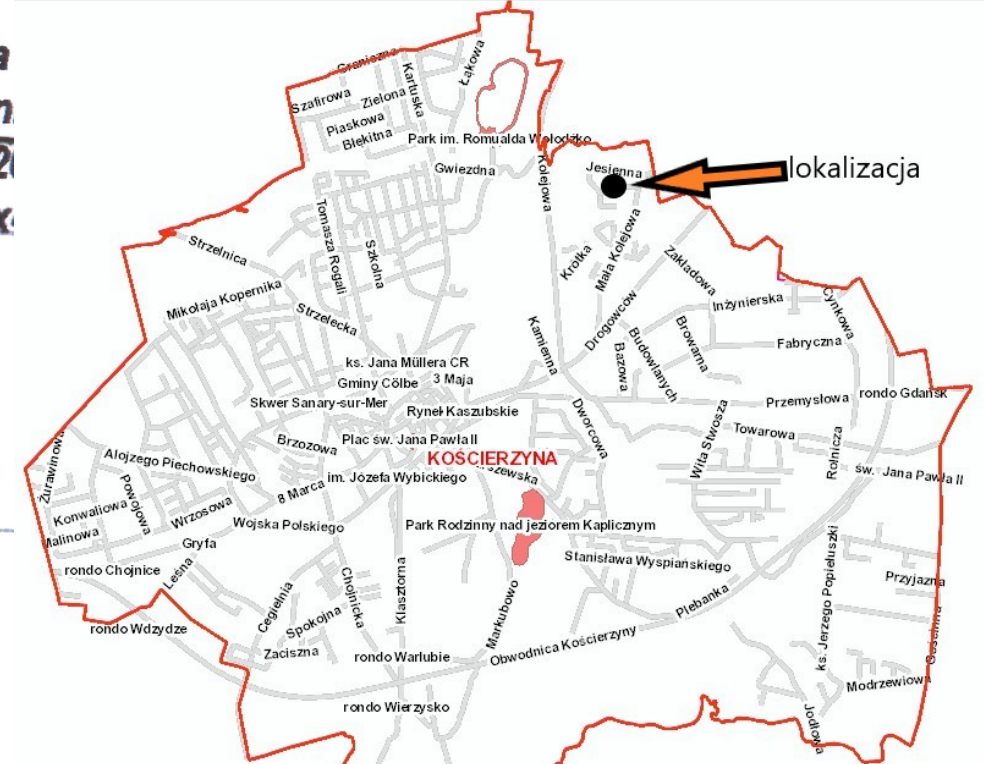 Łąkowa
Graniczna
Kartuska
Szafirowa
Zielona
Piaskowa
Błękitna
Park im. Romualda Wołodźko
Gwiezdna
Kolejowa
Jesienna
lokalizacja
Tomasza Rogali
Szkolna
Strzelnica
Krótka
Mała Kolejowa
Zakładowa
Mikołaja Kopernika
Inżynierska
Cynkowa
Strzelecka
Drogowców
Kamienna
Bazowa
Budowlanych
Browarna
Fabryczna
ks. Jana Müllera CR
Gminy Cölbe
3 Maja
Skwer Sanary-sur-Mer
Rynek Kaszubskie
Przemysłowa
rondo Gdańsk
Dworcowa
Wita Stwosza
Towarowa
Rolnicza
Brzozowa
Plac św. Jana Pawła II
KOŚCIERZYNA
Żurawinowa
Alojzego Piechowskiego
św. Jana Pawła II
8 Marca
im. Józefa Wybickiego
Powojowa
Konwaliowa
Wrzosowa
Malinowa
Wojska Polskiego
Park Rodzinny nad jeziorem Kaplicznym
Gryfa
Stanisława Wyspiańskiego
rondo Chojnice
Leśna
Chojnicka
Klasztorna
Cegielnia
Markubowo
Plebanka
ks. Jerzego Popiełuszki
Przyjazna
Gościnna
rondo Wdzydze
Spokojna
Zaciszna
rondo Warlubie
Obwodnica Kościerzyny
Modrzewiowa
rondo Wierzysko
Jodłowa